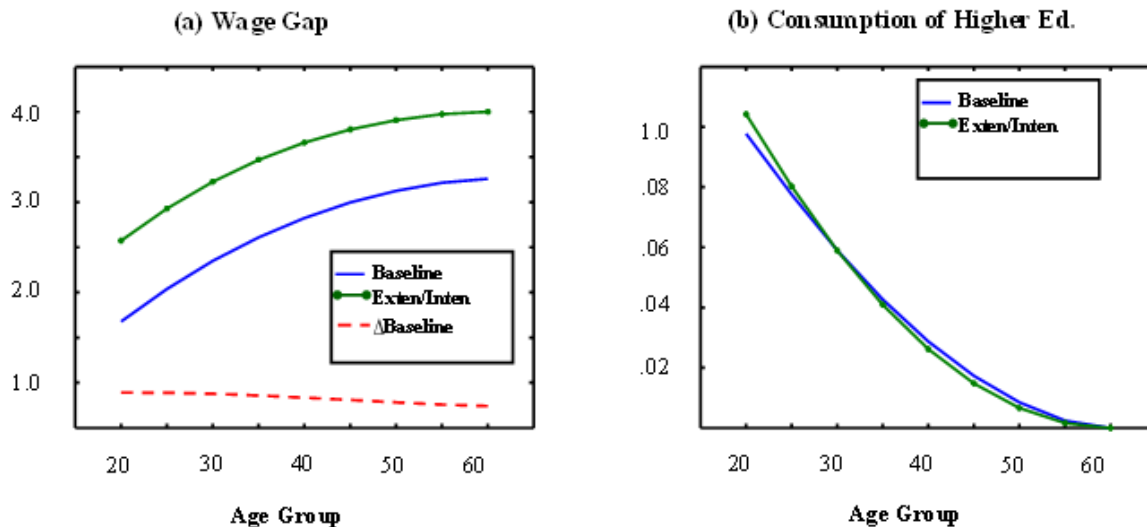 (a) Wage Gap
4.0
3.0
2.0
1.0
Baseline
Exten/Inten
ΔBaseline
20 30 40 50 60
Age Group
(b) Consumption of Higher Ed.
1.0
.08
.06
.04
.02
Baseline
Exten/Inten
20 30 40 50 60
Age Group